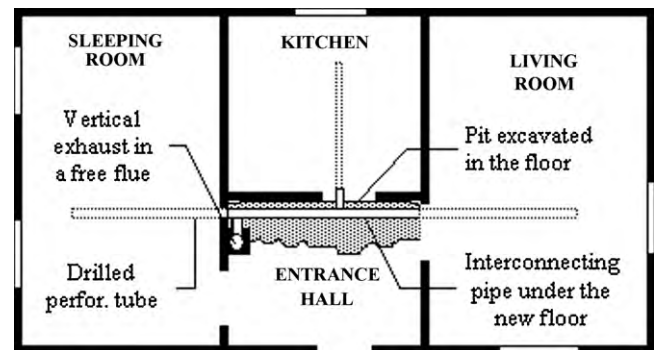 SLEEPING
ROOM
KITCHEN
LIVING
ROOM
Vertical
exhaust in
a free flue
Pit excavated
in the floor
Drilled
perfor. tube
ENTRANCE
HALL
Interconnecting
pipe under the
new floor